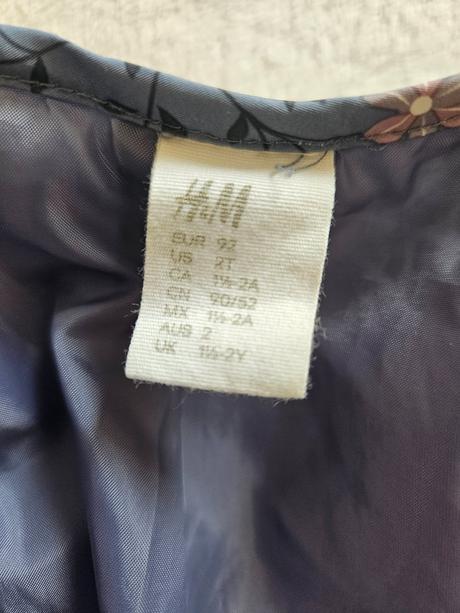 H&M
EUR 92
US 2T
CA 1½-2A
CN 90/52
MX 1½-2A
AUS 2
UK 1½-2Y